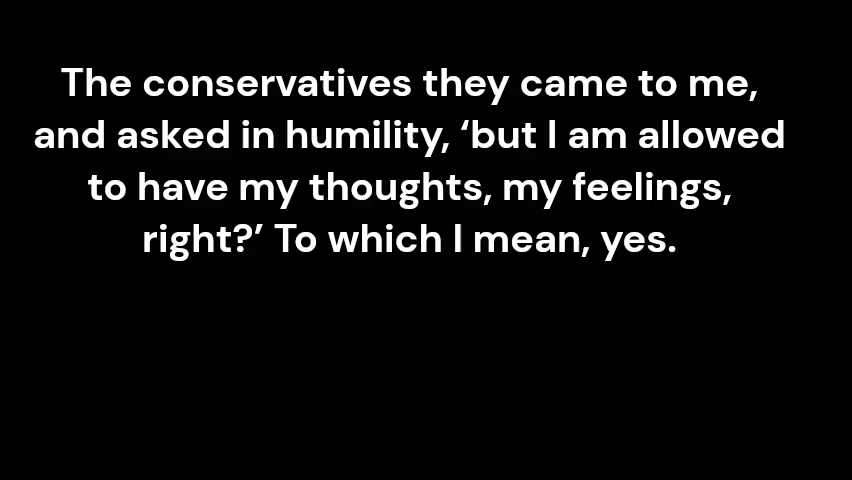 The conservatives they came to me,
and asked in humility, ‘but I am allowed
to have my thoughts, my feelings,
right?’ To which I mean, yes.